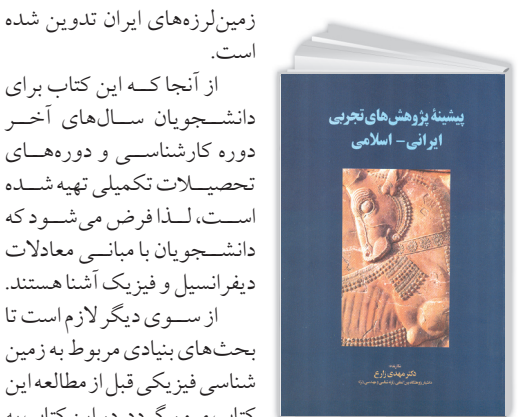 زمین‌لرزه‌های ایران تدوین شده
است.
از آنجا که این کتاب برای
دانشجویان سال‌های آخر
دوره کارشناسی و دوره‌های
تحصیلات تکمیلی تهیه شده
است، لذا فرض می‌شود که
دانشجویان با مبانی معادلات
دیفرانسیل و فیزیک آشنا هستند.
از سوی دیگر لازم است تا
بحث‌های بنیادی مربوط به زمین
شناسی فیزیکی قبل از مطالعه این
پیشینهٔ پژوهش‌های تجربی
ایرانی - اسلامی
دکتر مهدی زارع